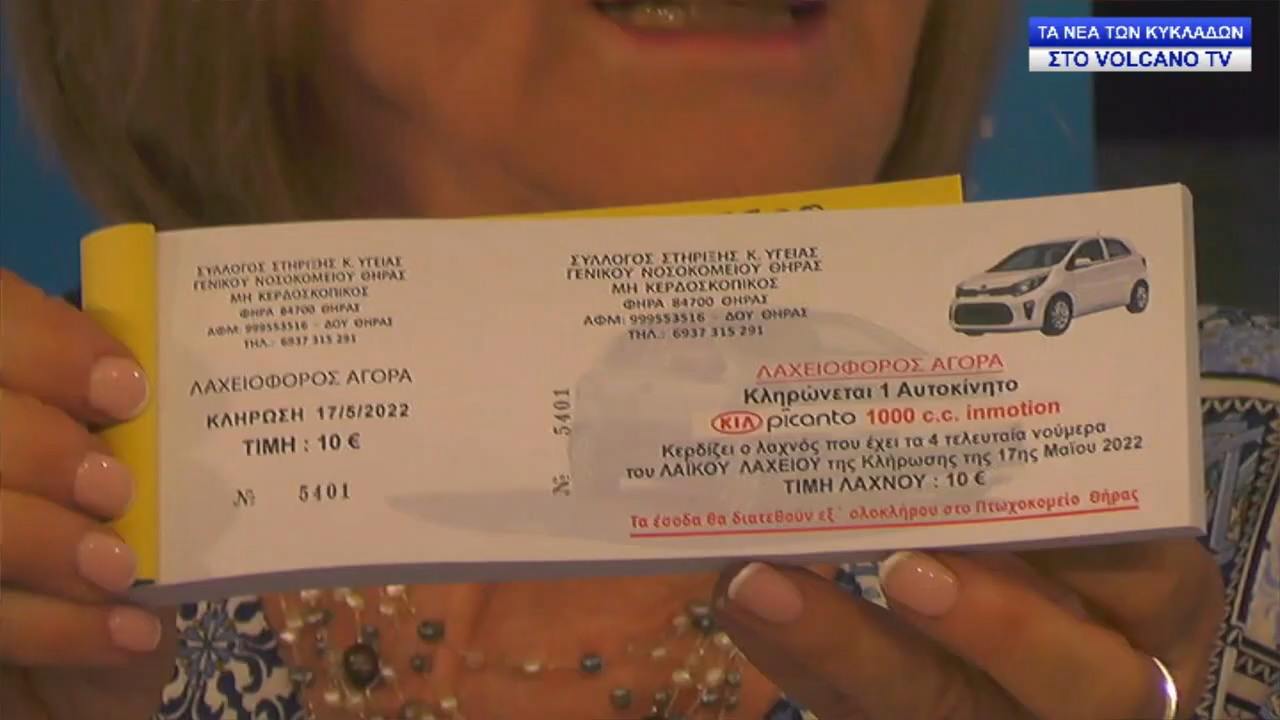 ΤΑ ΝΕΑ ΤΩΝ ΚΥΚΛΑΔΩΝ
ΣΤΟ VOLCANO TV
ΣΥΛΛΟΓΟΣ ΣΤΗΡΙΞΗΣ Κ. ΥΓΕΙΑΣ
ΓΕΝΙΚΟΥ ΝΟΣΟΚΟΜΕΙΟΥ ΘΗΡΑΣ
ΜΗ ΚΕΡΔΟΣΚΟΠΙΚΟΣ
ΦΗΡΑ 84700 ΘΗΡΑΣ
ΑΦΜ: 999553516 - ΔΟΥ ΘΗΡΑΣ
ΤΗΛ.: 6937 315 291
ΛΑΧΕΙΟΦΟΡΟΣ ΑΓΟΡΑ
ΚΛΗΡΩΣΗ 17/5/2022
ΤΙΜΗ : 10 €
№ 5401
№ 5401
ΣΥΛΛΟΓΟΣ ΣΤΗΡΙΞΗΣ Κ. ΥΓΕΙΑΣ
ΓΕΝΙΚΟΥ ΝΟΣΟΚΟΜΕΙΟΥ ΘΗΡΑΣ
ΜΗ ΚΕΡΔΟΣΚΟΠΙΚΟΣ
ΦΗΡΑ 84700 ΘΗΡΑΣ
ΑΦΜ: 999553516 - ΔΟΥ ΘΗΡΑΣ
ΤΗΛ.: 6937 315 291
ΛΑΧΕΙΟΦΟΡΟΣ ΑΓΟΡΑ
Κληρώνεται 1 Αυτοκίνητο
KIA picanto 1000 c.c. inmotion
Κερδίζει ο λαχνός που έχει τα 4 τελευταία νούμερα
του ΛΑΪΚΟΥ ΛΑΧΕΙΟΥ της Κλήρωσης της 17ης Μαΐου 2022
ΤΙΜΗ ΛΑΧΝΟΥ : 10 €
Τα έσοδα θα διατεθούν εξ΄ ολοκλήρου στο Πτωχοκομείο Θήρας